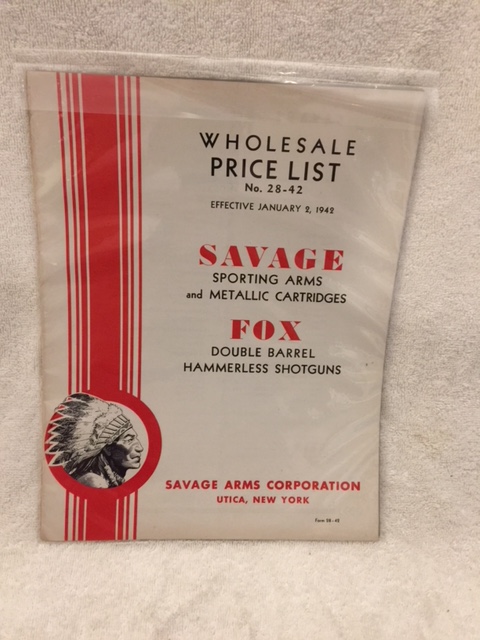 WHOLESALE
PRICE LIST
No. 28-42
EFFECTIVE JANUARY 2, 1942
SAVAGE
SPORTING ARMS
and METALLIC CARTRIDGES
FOX
DOUBLE BARREL
HAMMERLESS SHOTGUNS
SAVAGE ARMS CORPORATION
UTICA, NEW YORK
Form 28-42